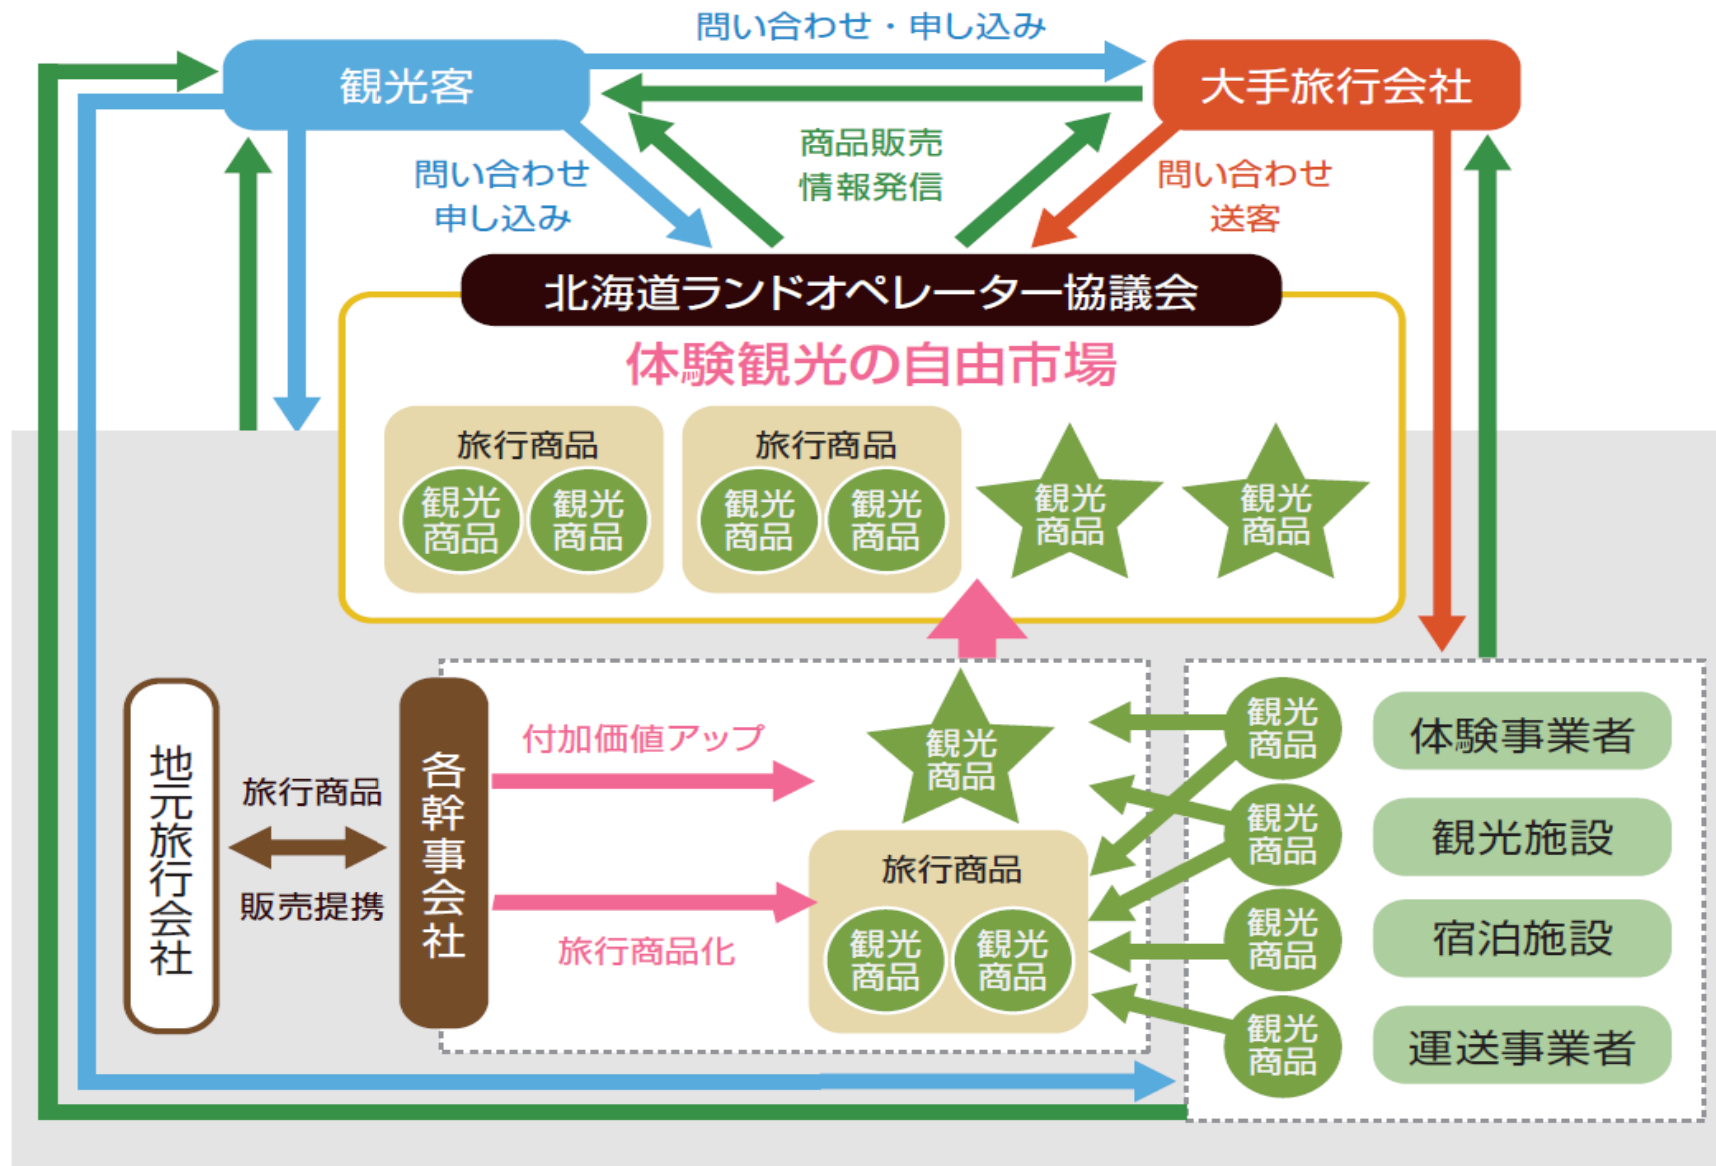 問い合わせ・申し込み
観光客
大手旅行会社
商品販売
情報発信
問い合わせ
申し込み
問い合わせ
送客
北海道ランドオペレーター協議会
体験観光の自由市場
旅行商品
観光
商品
観光
商品
旅行商品
観光
商品
観光
商品
観光
商品
観光
商品
地元旅行会社
旅行商品
販売提携
各幹事会社
付加価値アップ
旅行商品化
観光
商品
旅行商品
観光
商品
観光
商品
観光
商品
体験事業者
観光
商品
観光施設
観光
商品
宿泊施設
観光
商品
運送事業者